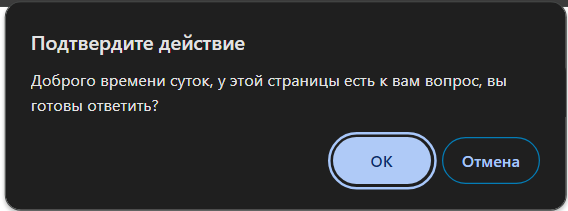 Подтвердите действие
Доброго времени суток, у этой страницы есть к вам вопрос, вы
готовы ответить?
ОК
Отмена